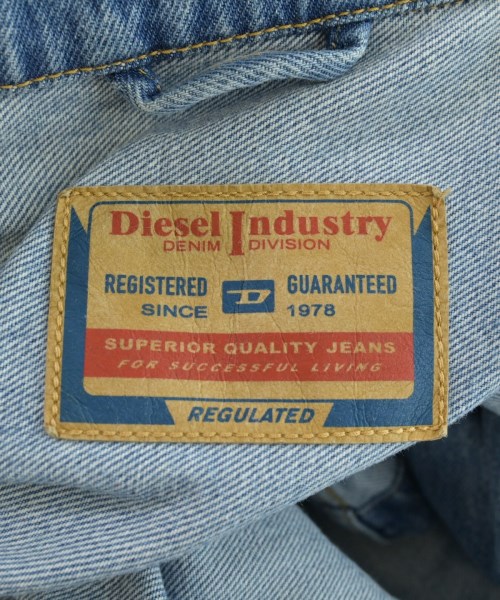 Diesel Industry
DENIM DIVISION
REGISTERED D GUARANTEED
SINCE 1978
SUPERIOR QUALITY JEANS
FOR SUCCESSFUL LIVING
REGULATED